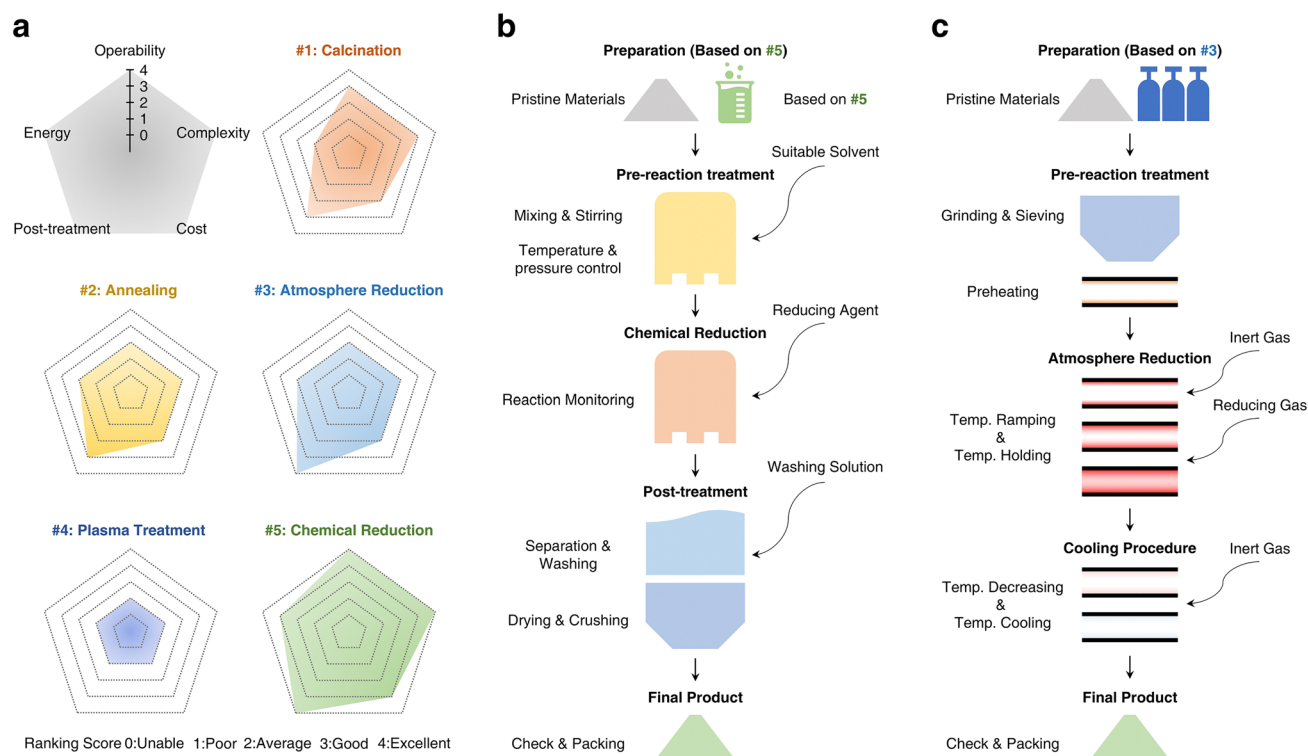 a
Operability
4
3
2
1
0
Energy
Complexity
Post-treatment
Cost
#1: Calcination
#2: Annealing
#3: Atmosphere Reduction
#4: Plasma Treatment
#5: Chemical Reduction
Ranking Score 0:Unable 1:Poor 2:Average 3:Good 4:Excellent
b
Preparation (Based on #5)
Pristine Materials
Based on #5
Suitable Solvent
Pre-reaction treatment
Mixing & Stirring
Temperature &
pressure control
Reducing Agent
Chemical Reduction
Reaction Monitoring
Washing Solution
Post-treatment
Separation &
Washing
Drying & Crushing
Final Product
Check & Packing
c
Preparation (Based on #3)
Pristine Materials
Pre-reaction treatment
Grinding & Sieving
Preheating
Inert Gas
Atmosphere Reduction
Reducing Gas
Temp. Ramping
&
Temp. Holding
Cooling Procedure
Inert Gas
Temp. Decreasing
&
Temp. Cooling
Final Product
Check & Packing